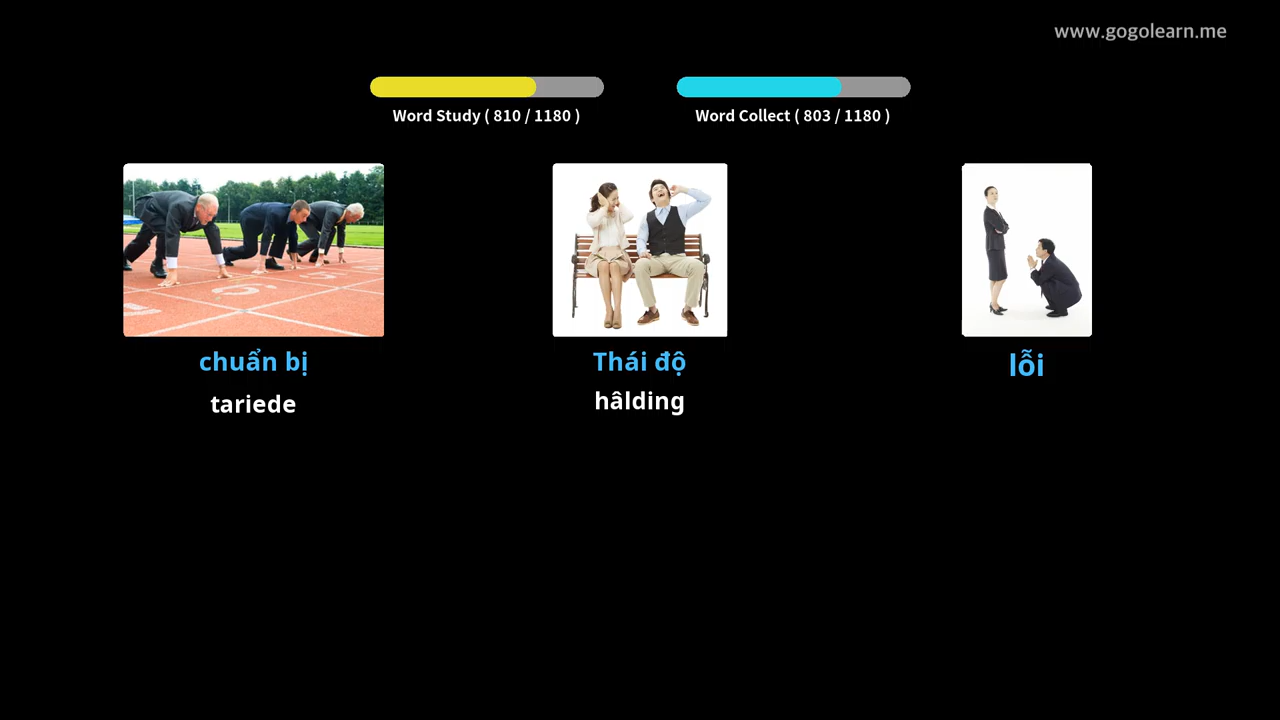 www.gogolearn.me
Word Study ( 810 / 1180 )
Word Collect ( 803 / 1180 )
chuẩn bị
tariede
Thái độ
hâlding
lỗi